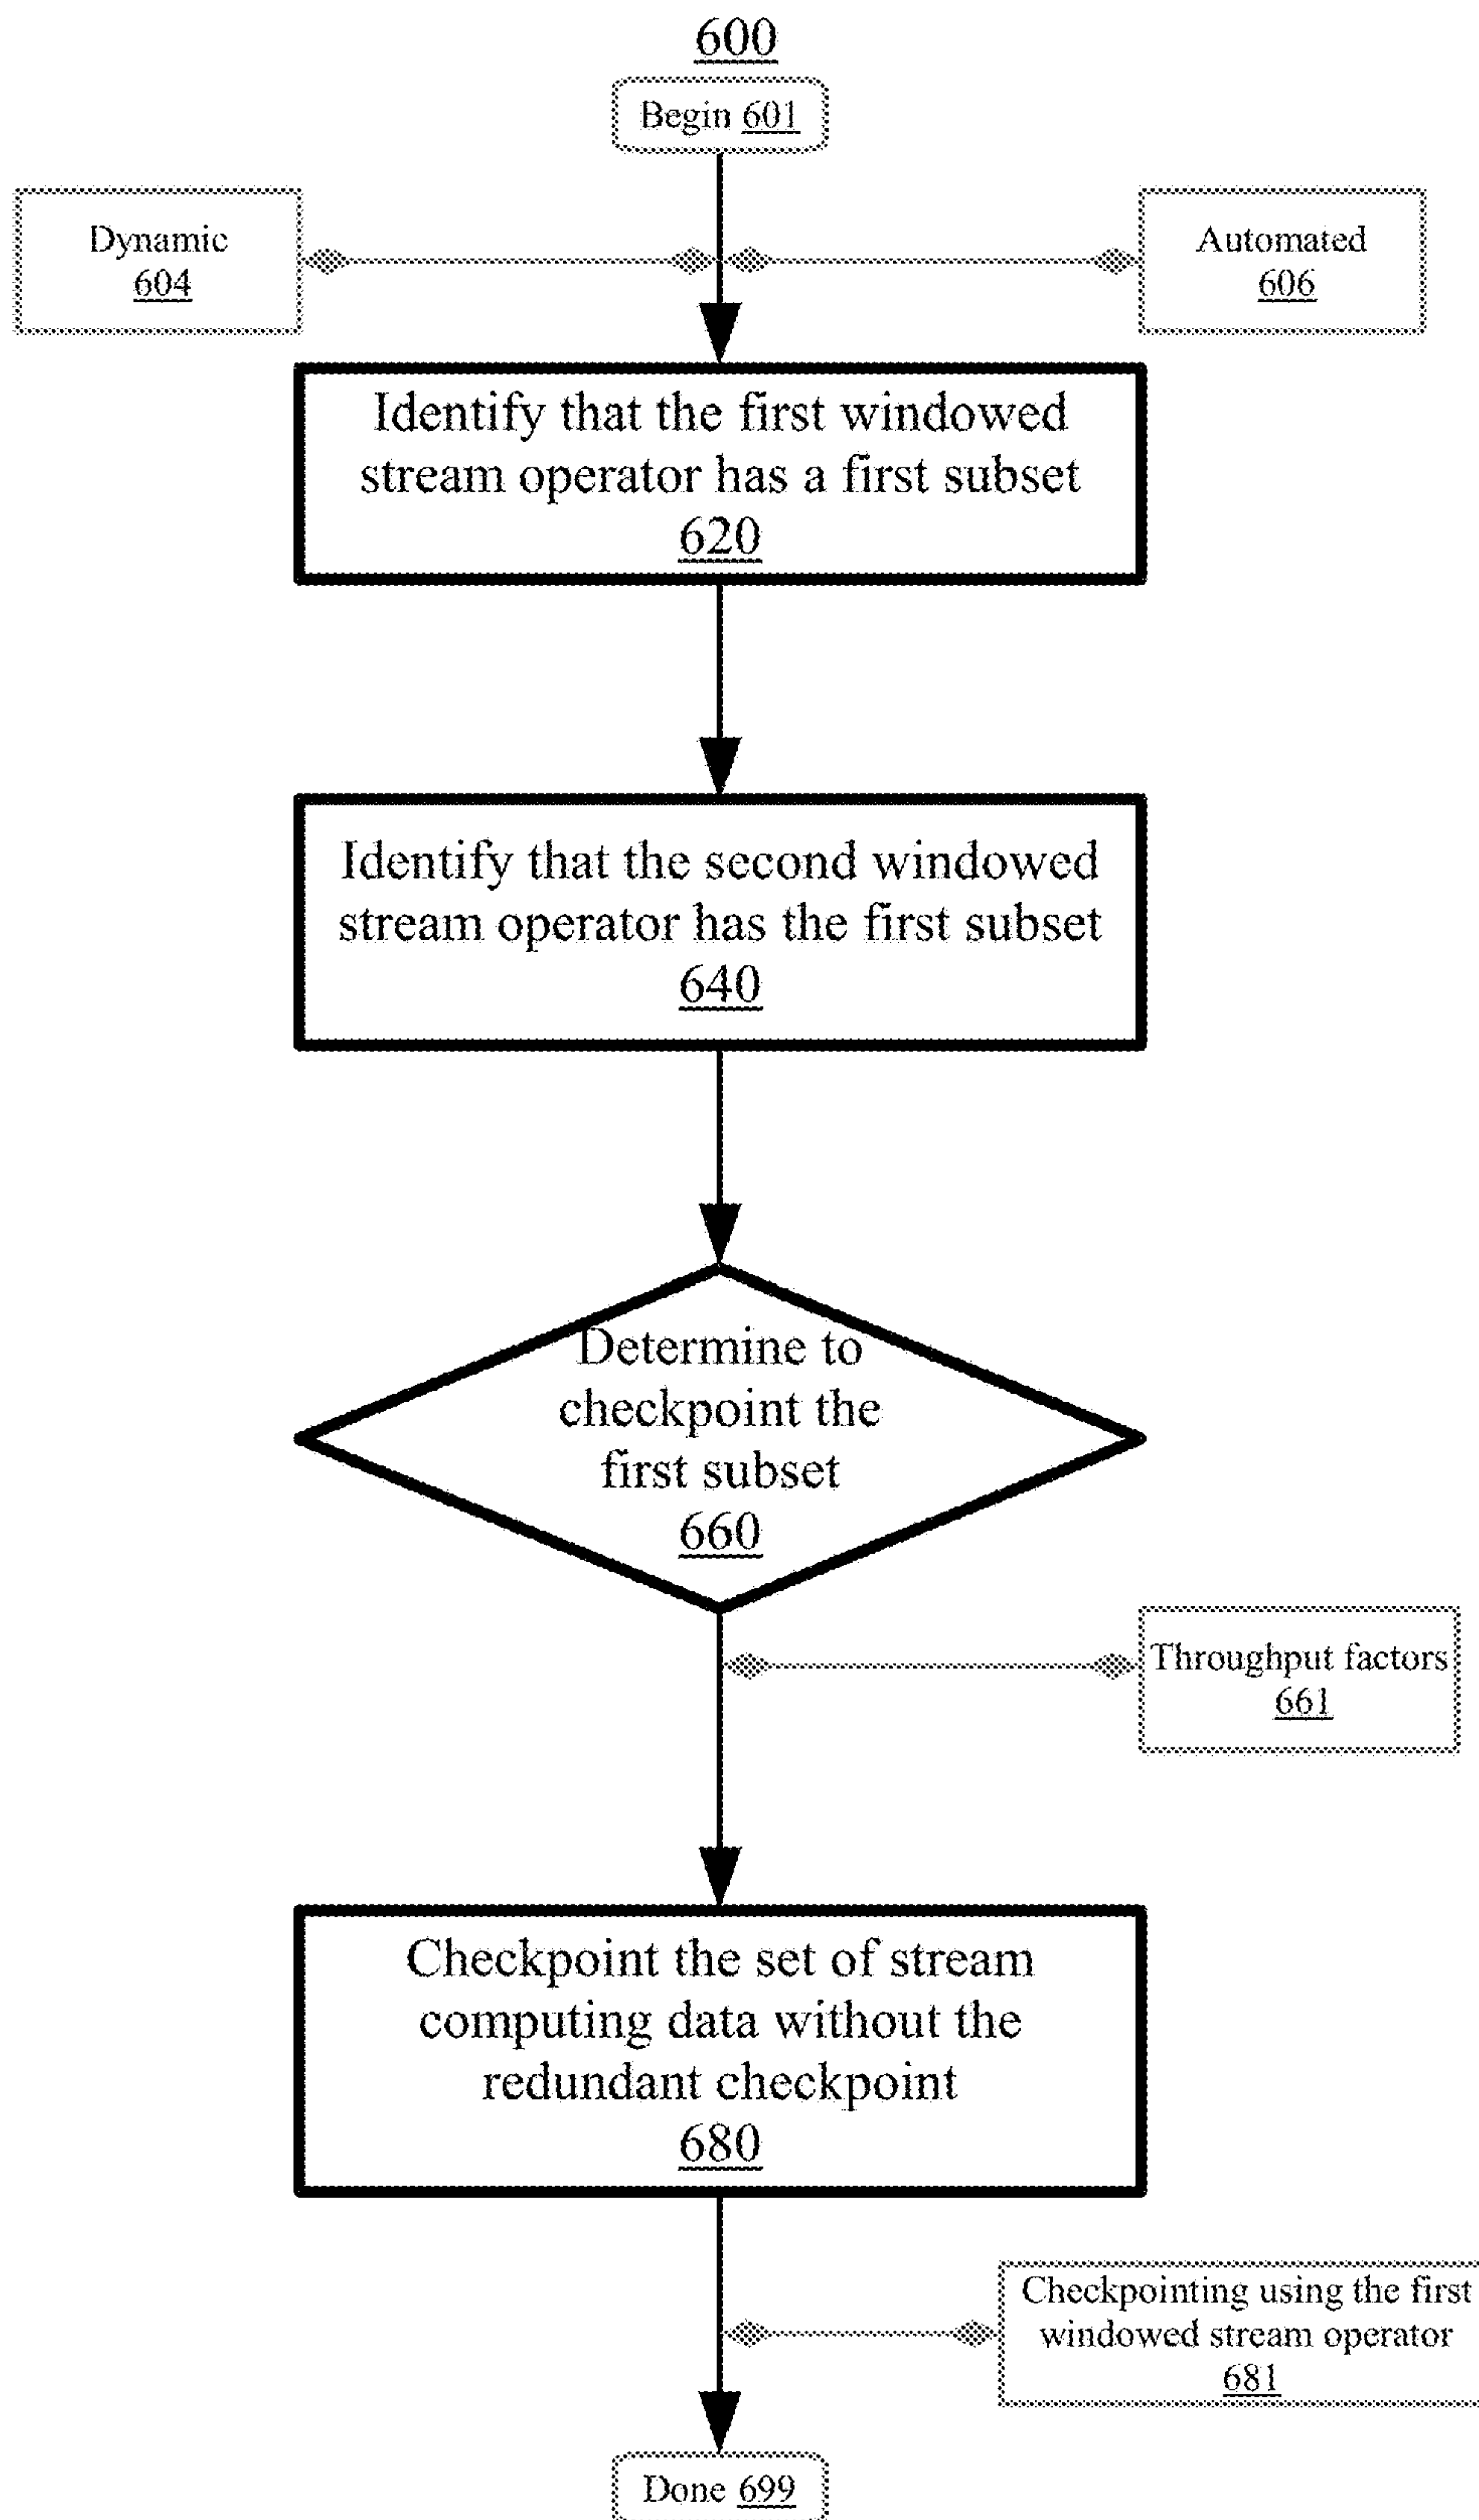 600
Begin 601
Dynamic
604
Automated
606
Identify that the first windowed
stream operator has a first subset
620
Identify that the second windowed
stream operator has the first subset
640
Determine to
checkpoint the
first subset
660
Throughput factors
661
Checkpoint the set of stream
computing data without the
redundant checkpoint
680
Checkpointing using the first
windowed stream operator
681
Done 699